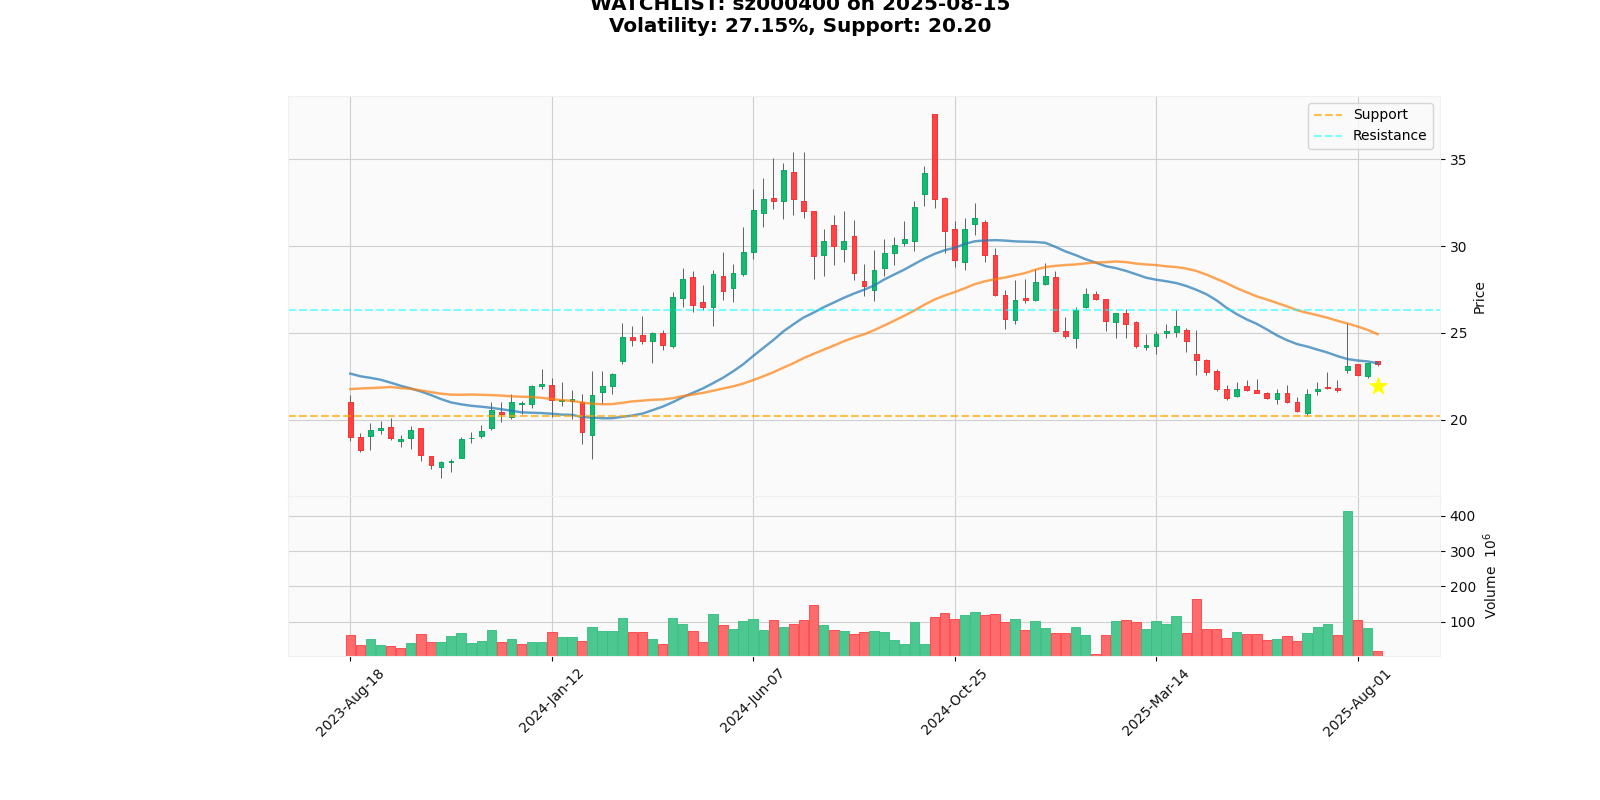 WATCHLIST: sz000400 on 2025-08-15
Volatility: 27.15%, Support: 20.20
Support
Resistance
35
30
25
20
Price
400
300
200
100
Volume 10⁶
2023-Aug-18
2024-Jan-12
2024-Jun-07
2024-Oct-25
2025-Mar-14
2025-Aug-01